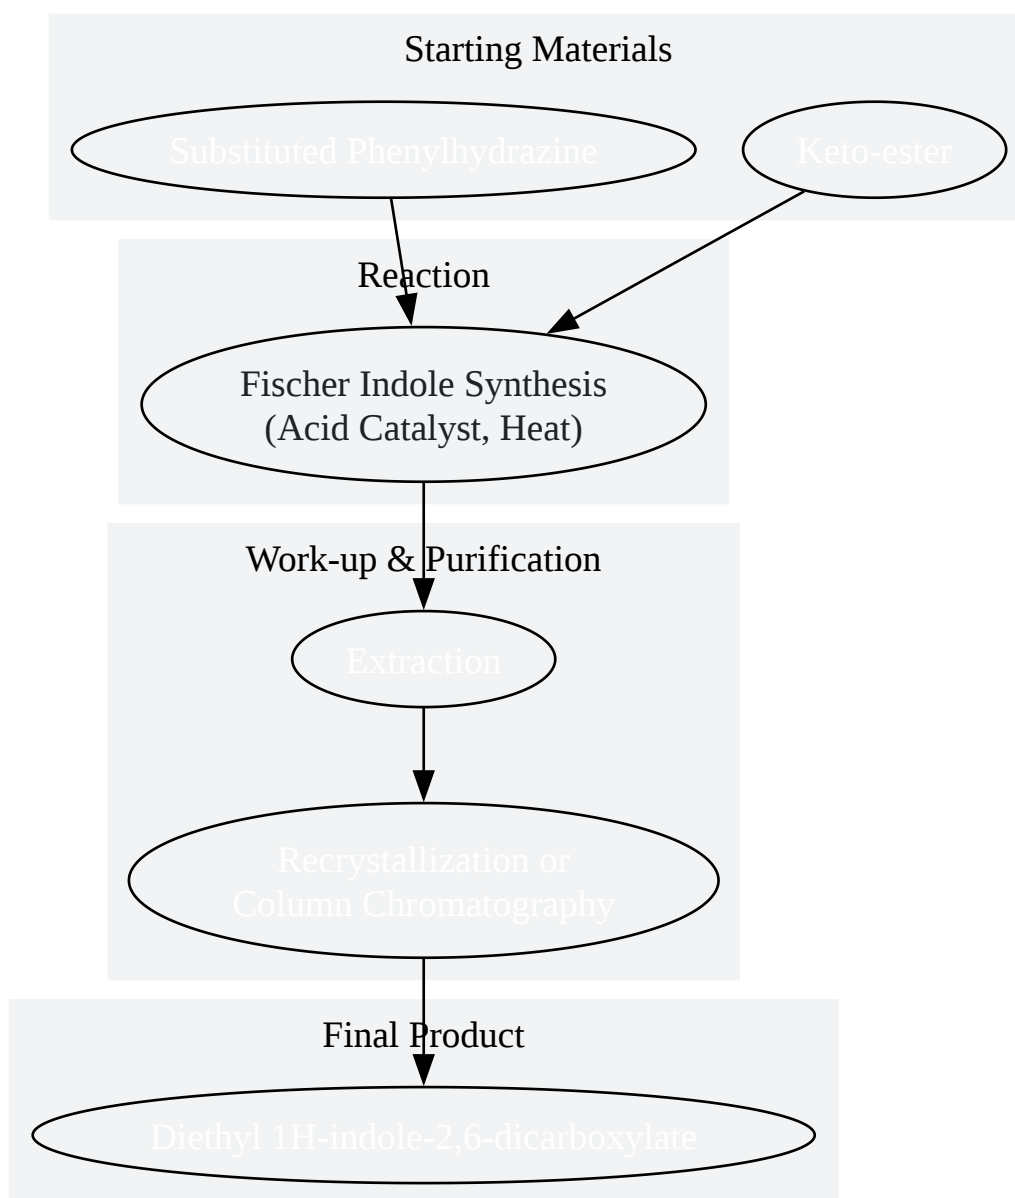 Starting Materials
Substituted Phenylhydrazine
Keto-ester
Reaction
Fischer Indole Synthesis
(Acid Catalyst, Heat)
Work-up & Purification
Extraction
Recrystallization or
Column Chromatography
Final Product
Diethyl 1H-indole-2,6-dicarboxylate